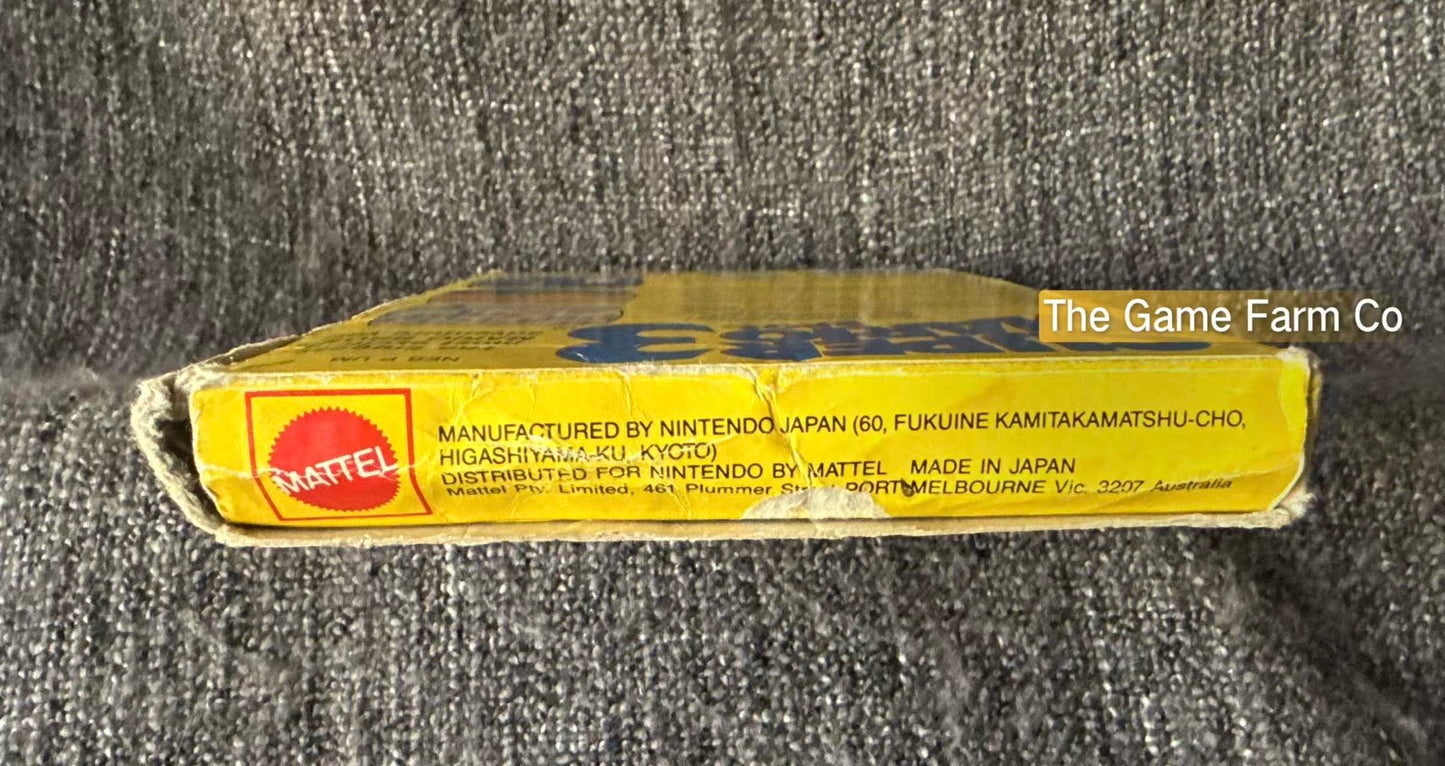 The Game Farm Co
3
MATTEL
MANUFACTURED BY NINTENDO JAPAN (60, FUKUINE KAMITAKAMATSHU-CHO,
HIGASHIYAMA-KU, KYOTO)
DISTRIBUTED FOR NINTENDO BY MATTEL MADE IN JAPAN
Mattel Pty. Limited, 461 Plummer PORT MELBOURNE Vic. 3207 Australia